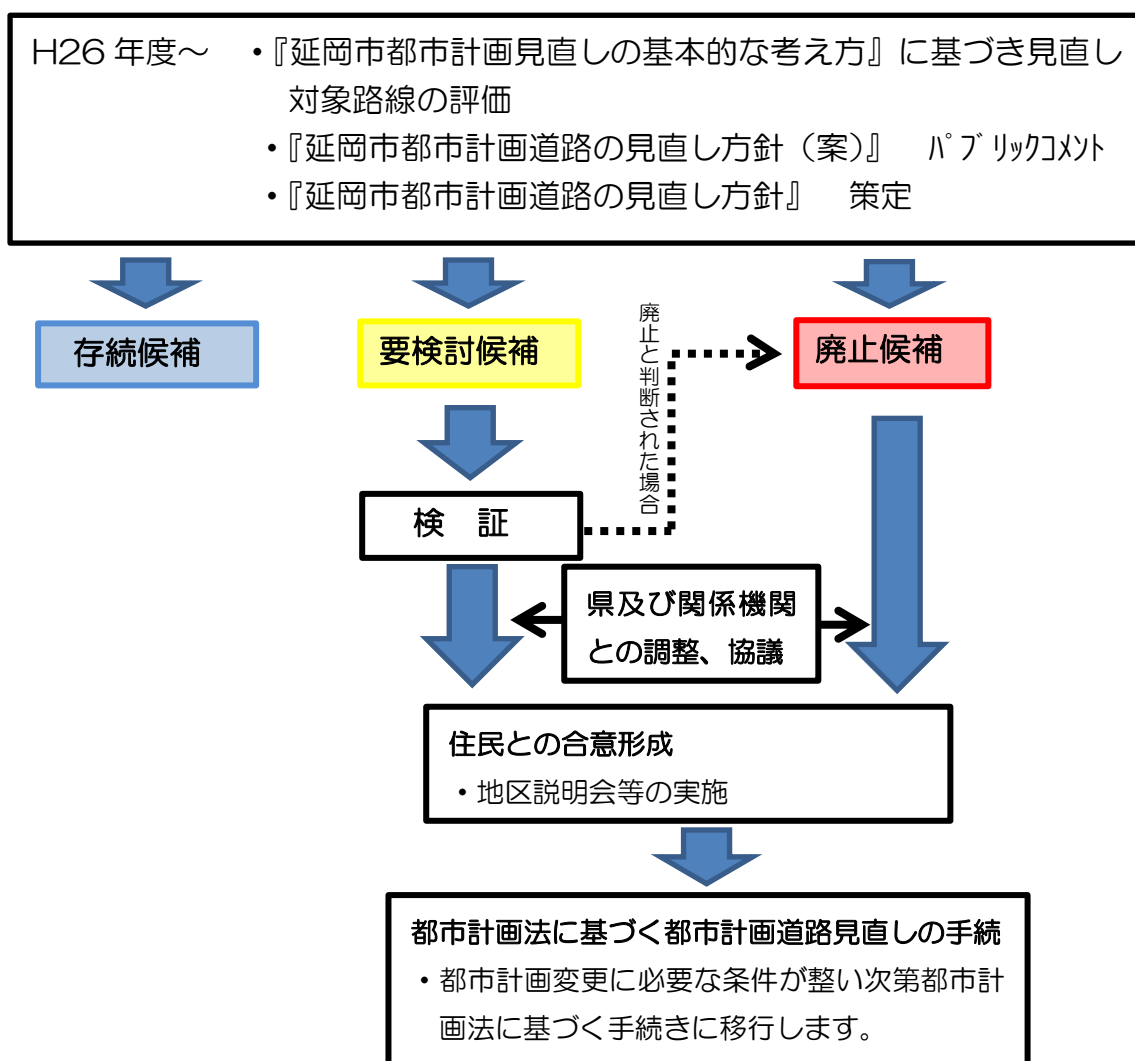 H26年度~ ・『延岡市都市計画見直しの基本的な考え方』に基づき見直し
対象路線の評価
・『延岡市都市計画道路の見直し方針（案）』 ﾊﾟﾌﾞﾘｯｸｺﾒﾝﾄ
・『延岡市都市計画道路の見直し方針』 策定
存続候補
要検討候補
廃止と判断された場合
廃止候補
検 証
県及び関係機関
との調整、協議
住民との合意形成
・地区説明会等の実施
都市計画法に基づく都市計画道路見直しの手続
・都市計画変更に必要な条件が整い次第都市計
画法に基づく手続きに移行します。